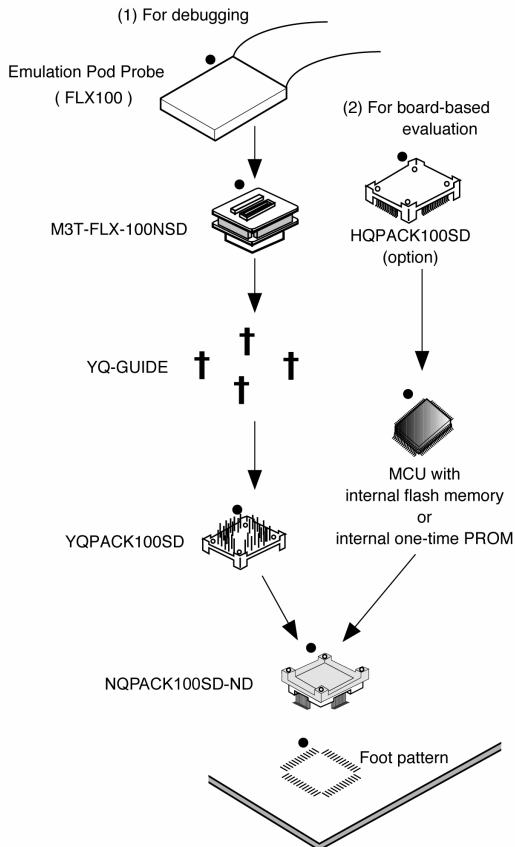 (1) For debugging
Emulation Pod Probe
( FLX100 )
(2) For board-based
evaluation
M3T-FLX-100NSD
HQPACK100SD
(option)
YQ-GUIDE
MCU with
internal flash memory
or
internal one-time PROM
YQPACK100SD
NQPACK100SD-ND
Foot pattern